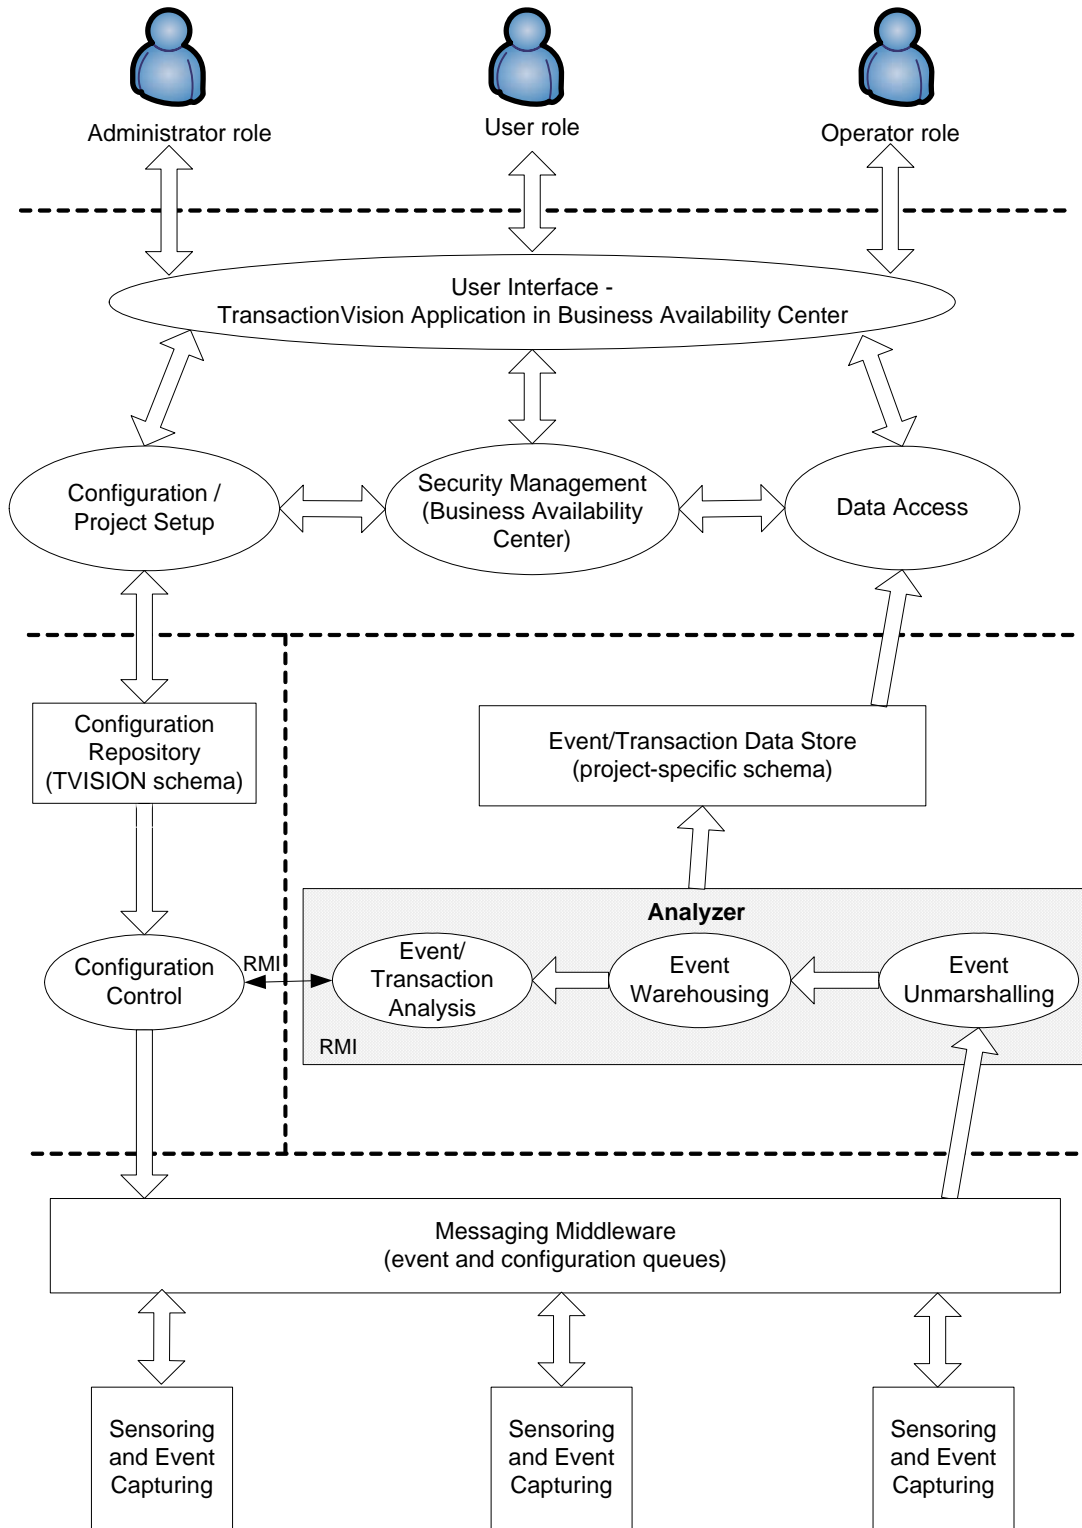 Administrator role
User role
Operator role
User Interface -
TransactionVision Application in Business Availability Center
Configuration /
Project Setup
Security Management
(Business Availability
Center)
Data Access
Configuration
Repository
(TVISION schema)
Event/Transaction Data Store
(project-specific schema)
Analyzer
Configuration
Control
RMI
Event/
Transaction
Analysis
Event
Warehousing
Event
Unmarshalling
RMI
Messaging Middleware
(event and configuration queues)
Sensoring
and Event
Capturing
Sensoring
and Event
Capturing
Sensoring
and Event
Capturing